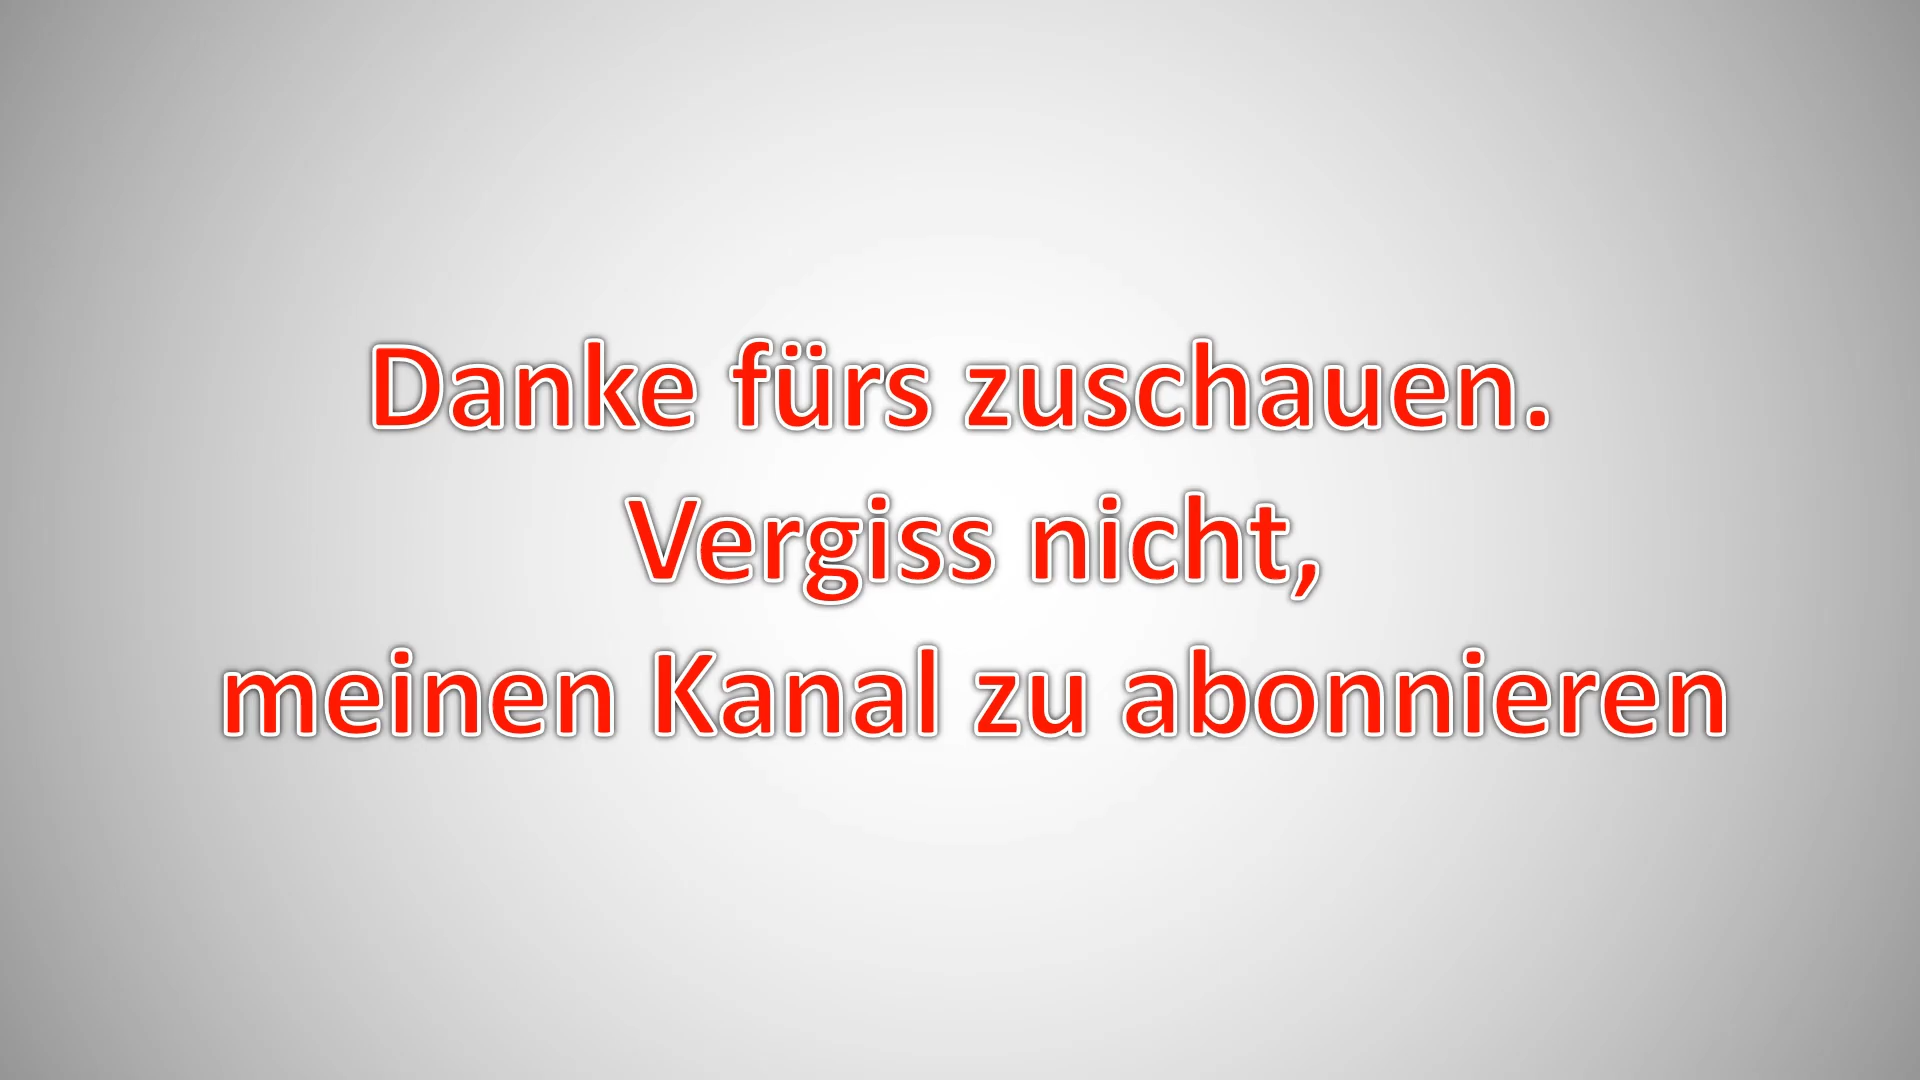 Danke fürs zuschauen.
Vergiss nicht,
meinen Kanal zu abonnieren